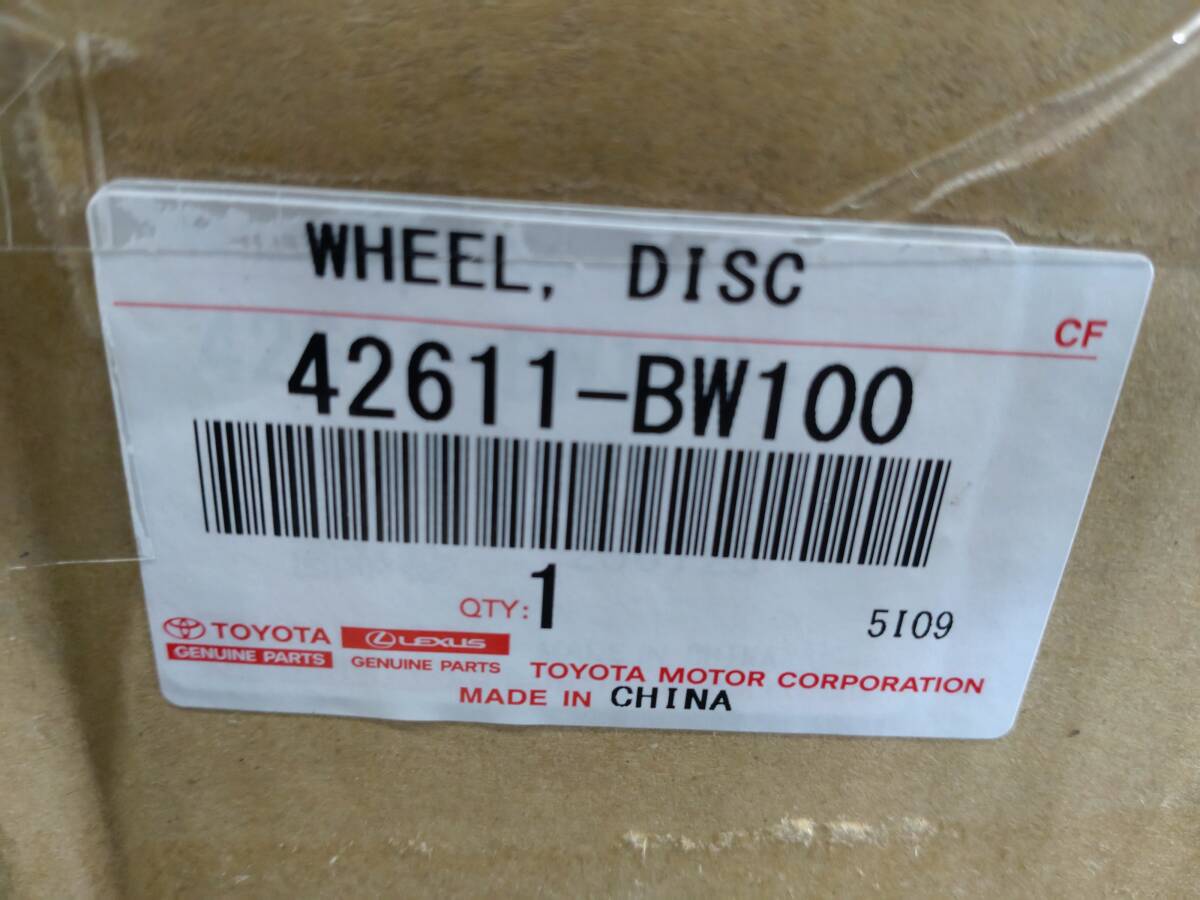 WHEEL, DISC
CF
42611-BW100
QTY: 1
5I09
TOYOTA
GENUINE PARTS
LEXUS
GENUINE PARTS
TOYOTA MOTOR CORPORATION
MADE IN CHINA